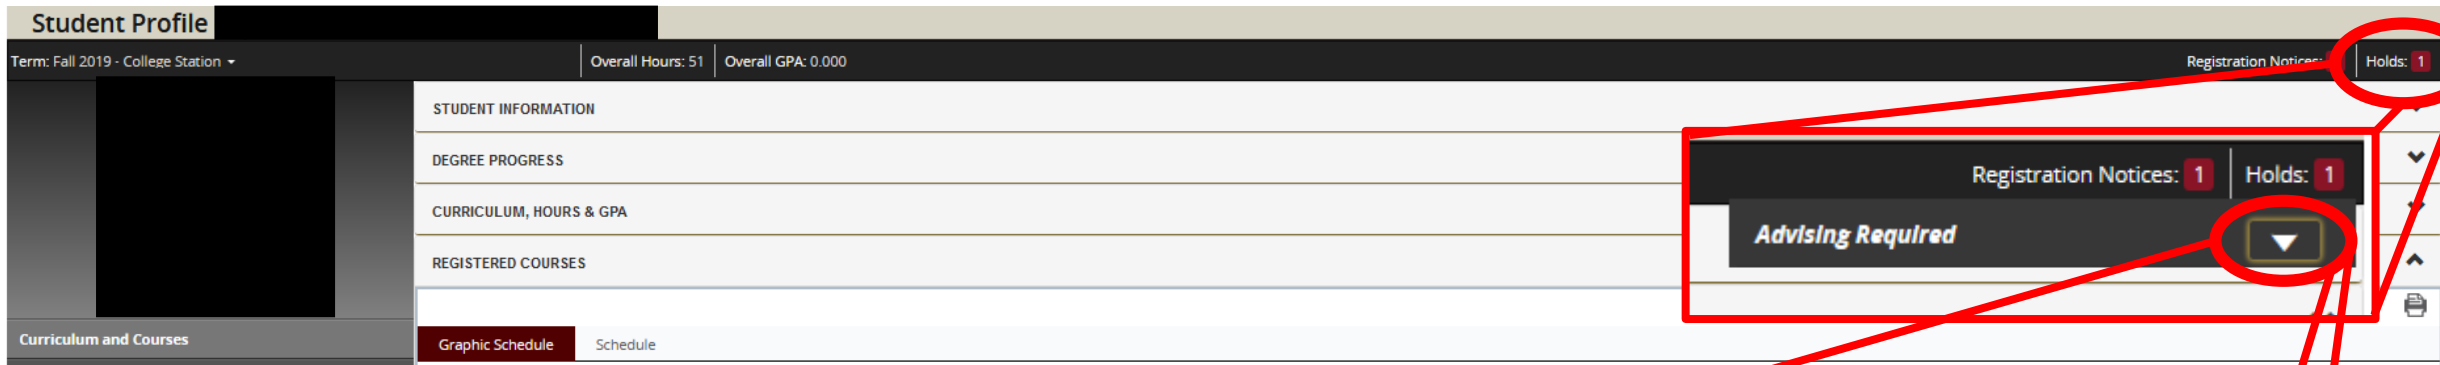 Student Profile
Term: Fall 2019 - College Station
Overall Hours: 51
Overall GPA: 0.000
Registration Notices:
Holds: 1
STUDENT INFORMATION
DEGREE PROGRESS
Registration Notices: 1
Holds: 1
CURRICULUM, HOURS & GPA
Advising Required
REGISTERED COURSES
Curriculum and Courses
Graphic Schedule
Schedule